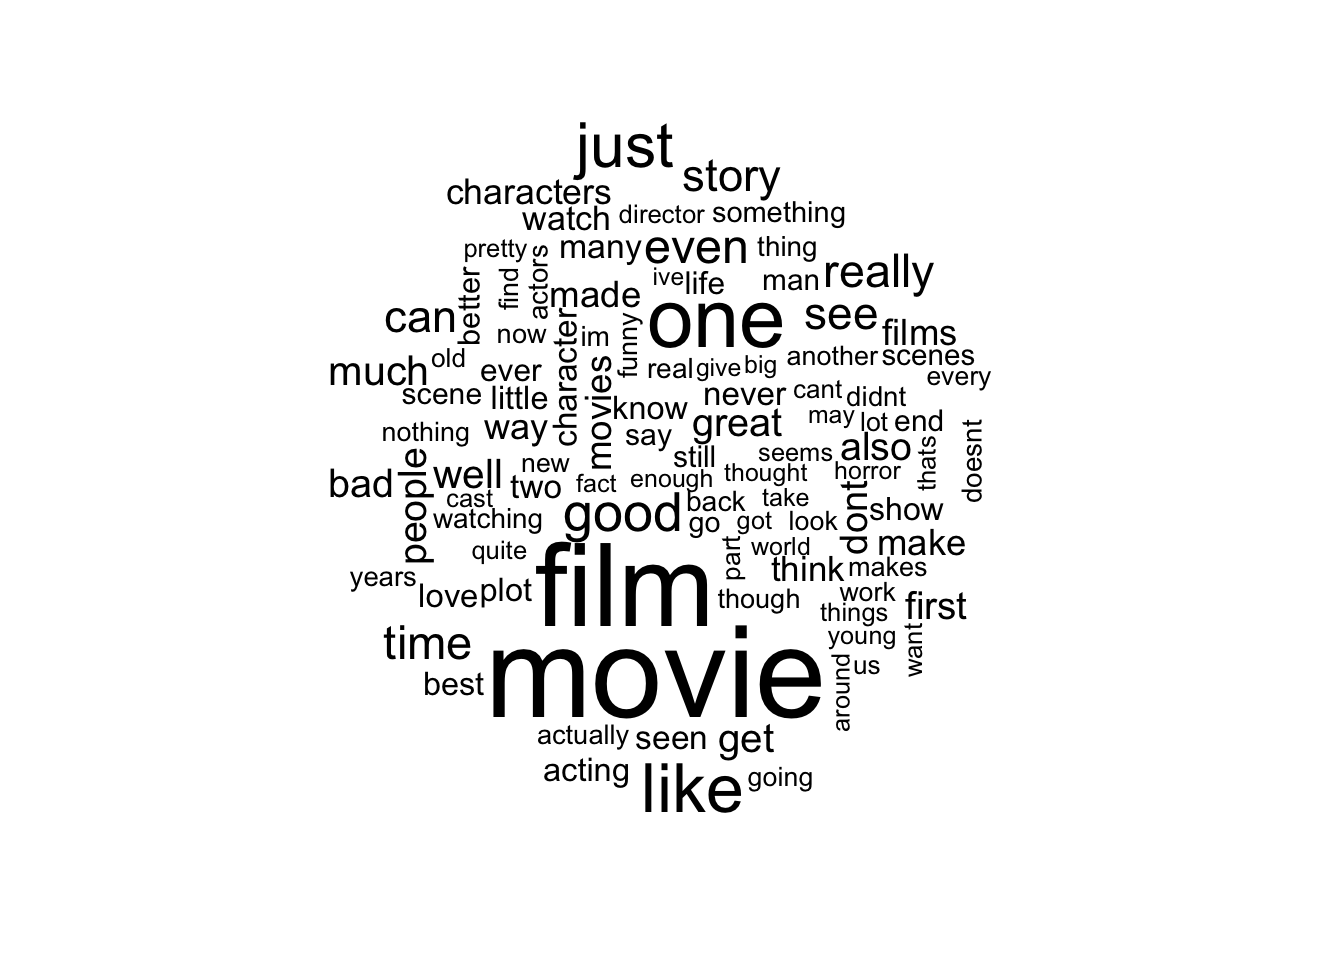 just
story
characters
watch director something
pretty many even thing
actors
ive life man really
better find made
can one see films
now character im funny
much old ever movies real give big another scenes
every
scene little know never cant didnt
nothing way say great may lot end
bad people well new two still seems also thats doesnt
cast fact enough thought horror
watching good back take dont show
go got look
quite film part world make
years love plot think makes
though work things first
time movie young want
best around us
actually seen get
acting like going